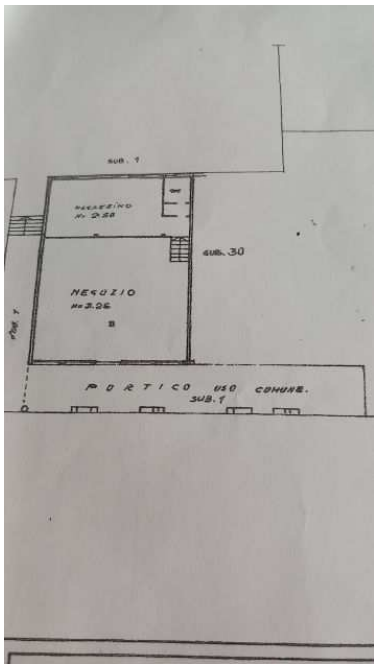 SUB. 1
MAGAZZINO
H= 2.50
SUB. 30
NEGOZIO
H= 3.26
SUB. 1
PORTICO USO COMUNE.
SUB. 1